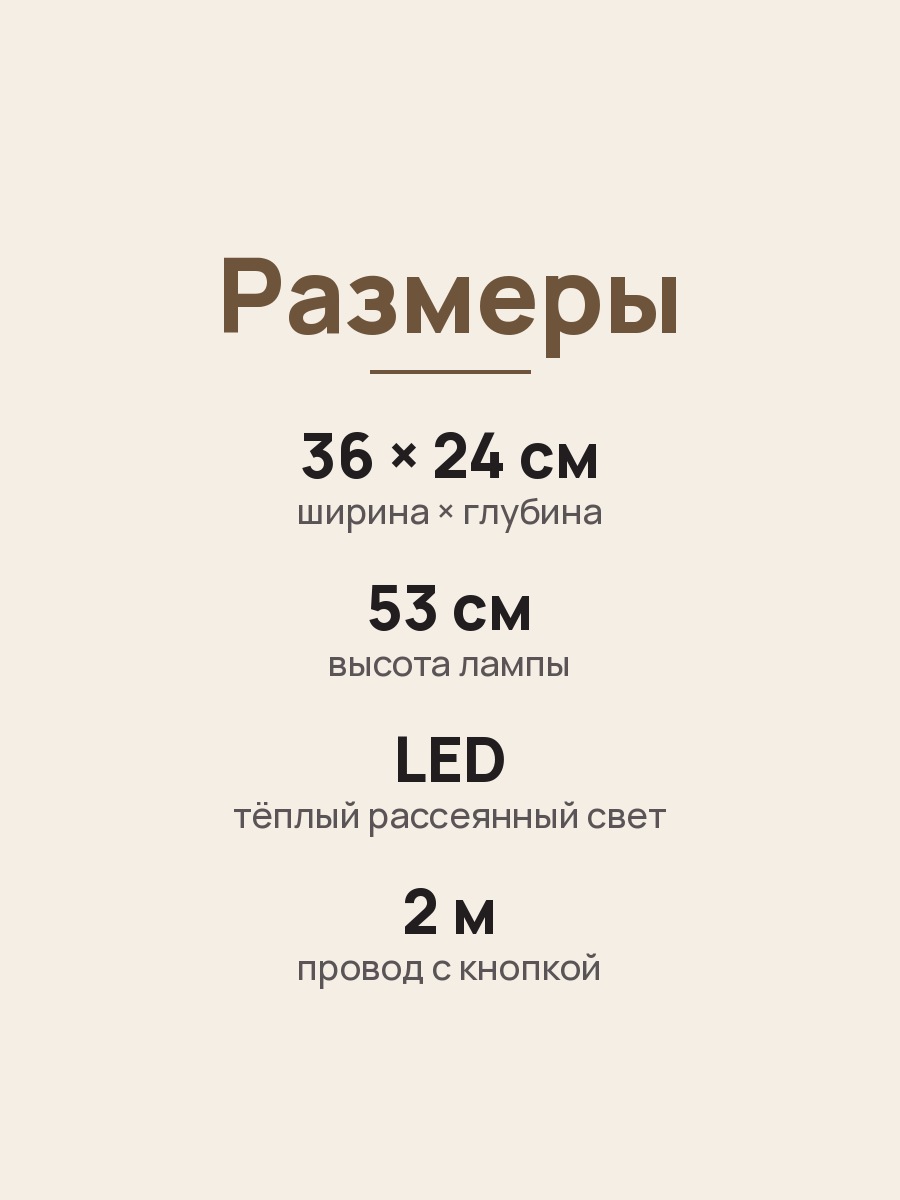 Размеры
36 × 24 см
ширина × глубина
53 см
высота лампы
LED
тёплый рассеянный свет
2 м
провод с кнопкой